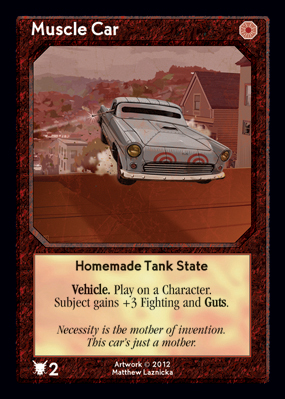 Muscle Car
Homemade Tank State
Vehicle. Play on a Character.
Subject gains +3 Fighting and Guts.
Necessity is the mother of invention.
This car's just a mother.
2
Artwork © 2012
Matthew Laznicka